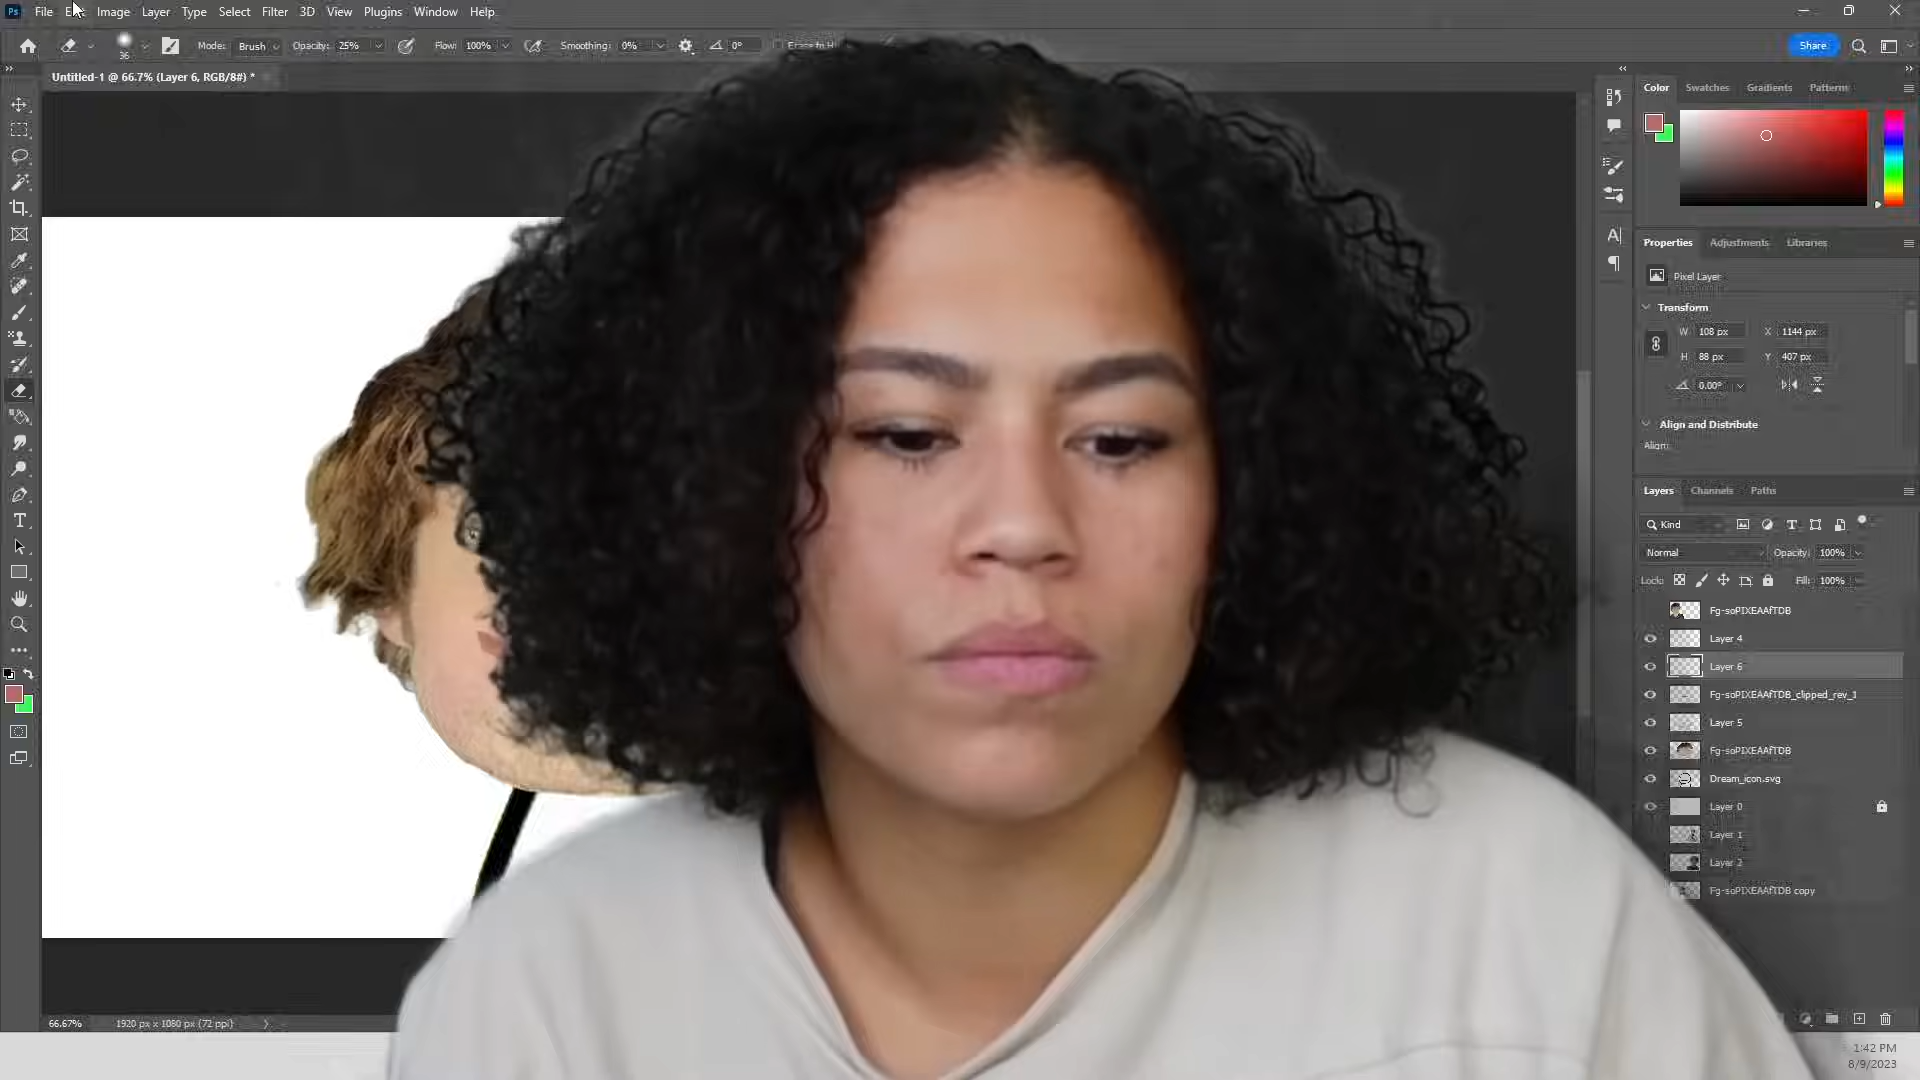 Ps File Image Layer Type Select Filter 3D View Plugins Window Help
36 Mode: Brush Opacity: 25% Flow: 100% Smoothing: 0% 0°
Share
Untitled-1 @ 66.7% (Layer 6, RGB/8#) *
Color Swatches Gradients Patterns
Properties Adjustments Libraries
Pixel Layer
Transform
W 108 px X 1144 px
H 88 px Y 407 px
0.00°
Align and Distribute
Align:
Layers Channels Paths
Kind
Normal Opacity: 100%
Lock: Fill: 100%
Fg-soPIXEAAfTDB
Layer 4
Layer 6
Fg-soPIXEAAfTDB_clipped_rev_1
Layer 5
Fg-soPIXEAAfTDB
Dream_icon.svg
Layer 0
Layer 1
Layer 2
Fg-soPIXEAAfTDB copy
66.67% 1920 px x 1080 px (72 ppi)
1:42 PM
8/9/2023